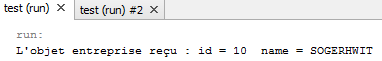 test (run) × test (run) #2 ×
run:
L'objet entreprise reçu : id = 10  name = SOGERHWIT